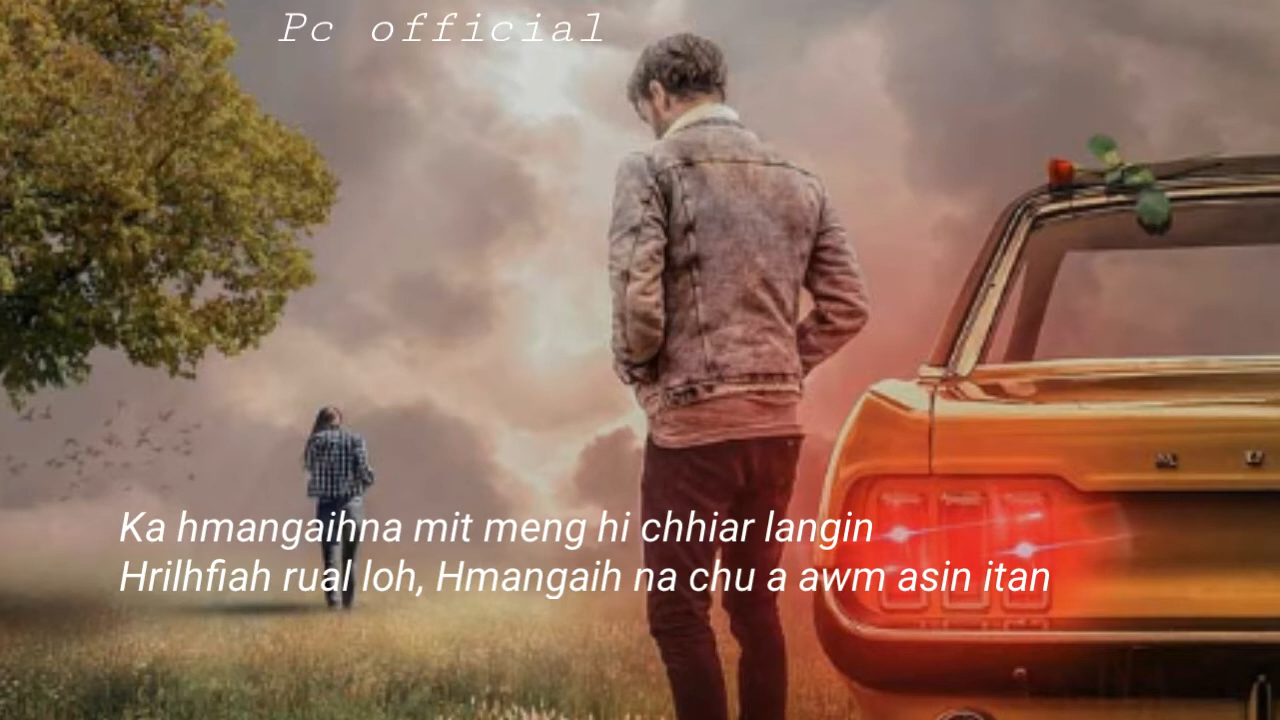 Pc official
Ka hmangaihna mit meng hi chhiar langin
Hrilhfiah rual loh, Hmangaih na chu a awm asin itan
M U